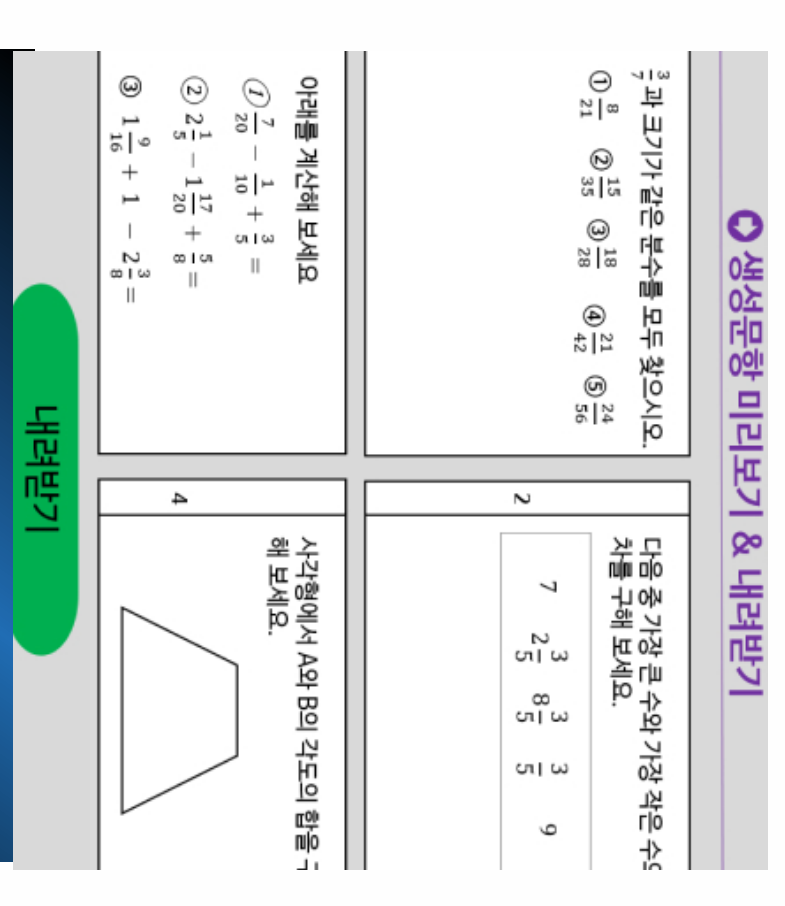 생성문항 미리보기 & 내려받기
3/7 과 크기가 같은 분수를 모두 찾으시오.
① 8/21 ② 15/35 ③ 18/28 ④ 21/42 ⑤ 24/56
2
다음 중 가장 큰 수와 가장 작은 수의
차를 구해 보세요.
7 2 3/5 8 3/5 3/5 9
아래를 계산해 보세요
① 7/20 − 1/10 + 3/5 =
② 2 1/5 − 1 17/20 + 5/8 =
③ 1 9/16 + 1 − 2 3/8 =
4
사각형에서 A와 B의 각도의 합을
해 보세요.
내려받기